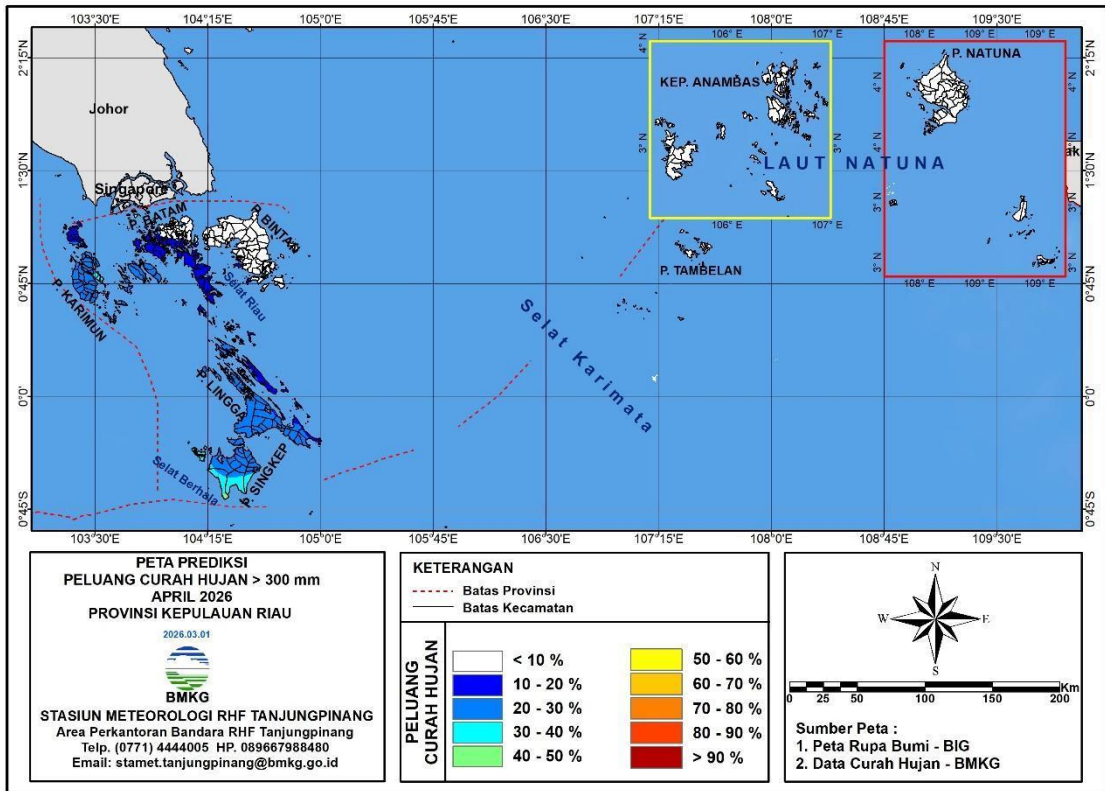 103°30'E 104°15'E 105°0'E 105°45'E 106°30'E 107°15'E 108°0'E 108°45'E 109°30'E
106° E 107° E
108° E 109° E 109° E
2°15'N
1°30'N
0°45'N
0°0'
0°45'S
4° N
3° N
3° N
4° N
4° N
3° N
3° N
4° N
4° N
3° N
3° N
2°15'N
1°30'N
0°45'N
0°0'
0°45'S
Johor
Singapore
P. BATAM
P. BINTAN
P. KARIMUN
Selat Riau
P. LINGGA
P. SINGKEP
Selat Berhala
Selat Karimata
P. TAMBELAN
KEP. ANAMBAS
LAUT NATUNA
P. NATUNA
ak
106° E 107° E
108° E 109° E 109° E
103°30'E 104°15'E 105°0'E 105°45'E 106°30'E 107°15'E 108°0'E 108°45'E 109°30'E
PETA PREDIKSI
PELUANG CURAH HUJAN > 300 mm
APRIL 2026
PROVINSI KEPULAUAN RIAU
2026.03.01
BMKG
STASIUN METEOROLOGI RHF TANJUNGPINANG
Area Perkantoran Bandara RHF Tanjungpinang
Telp. (0771) 4444005 HP. 089667988480
Email: stamet.tanjungpinang@bmkg.go.id
KETERANGAN
Batas Provinsi
Batas Kecamatan
PELUANG
CURAH HUJAN
< 10 %
10 - 20 %
20 - 30 %
30 - 40 %
40 - 50 %
50 - 60 %
60 - 70 %
70 - 80 %
80 - 90 %
> 90 %
N
W E
S
0 25 50 100 150 200 Km
Sumber Peta :
1. Peta Rupa Bumi - BIG
2. Data Curah Hujan - BMKG